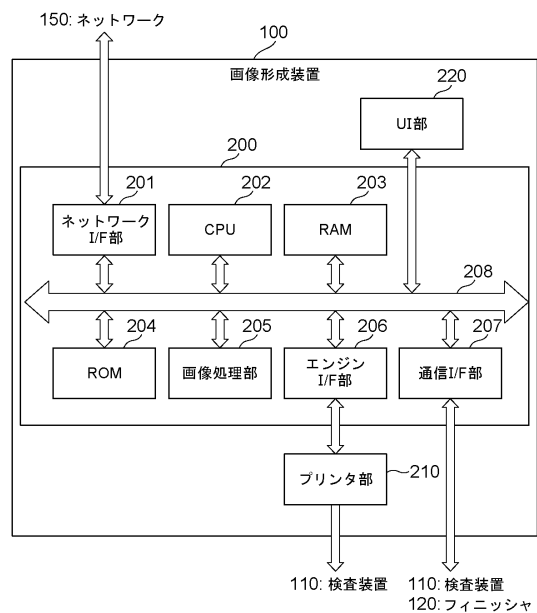 150: ネットワーク
100
画像形成装置
220
UI部
200
201
202
203
ネットワーク
I/F部
CPU
RAM
208
204
205
206
207
ROM
画像処理部
エンジン
I/F部
通信I/F部
プリンタ部
210
110: 検査装置
110: 検査装置
120: フィニッシャ